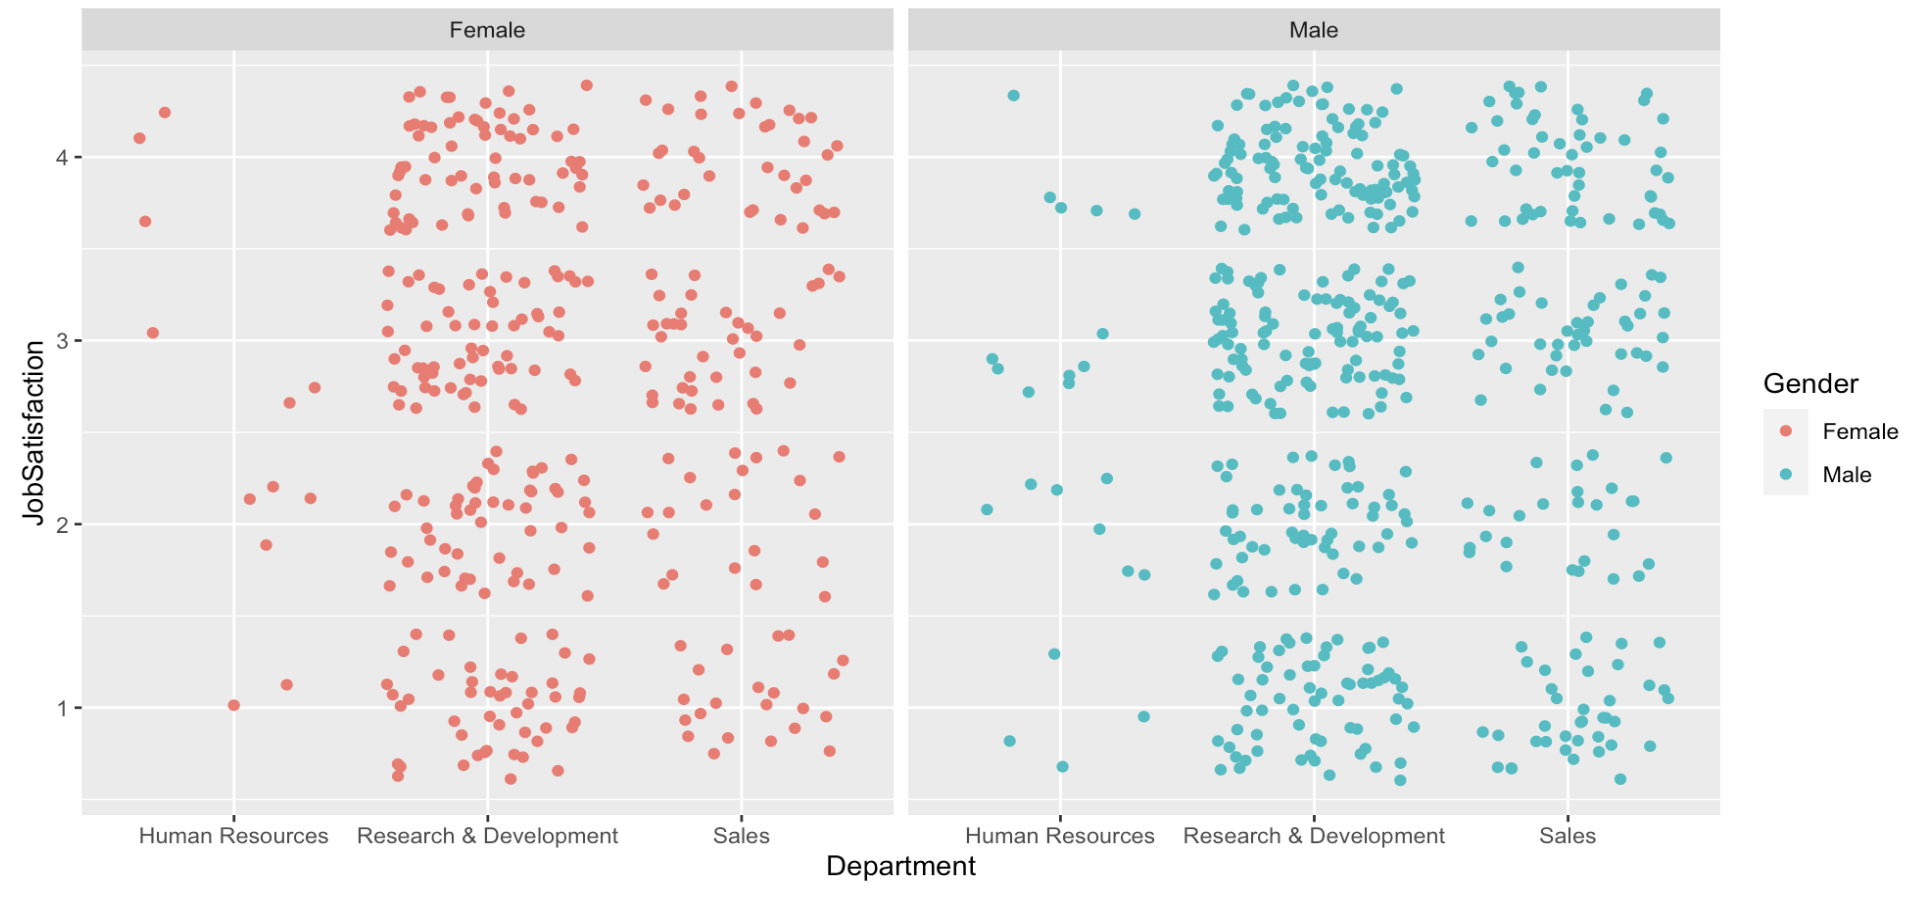 Female
Male
JobSatisfaction
4
3
2
1
Human Resources
Research & Development
Sales
Human Resources
Research & Development
Sales
Department
Gender
Female
Male